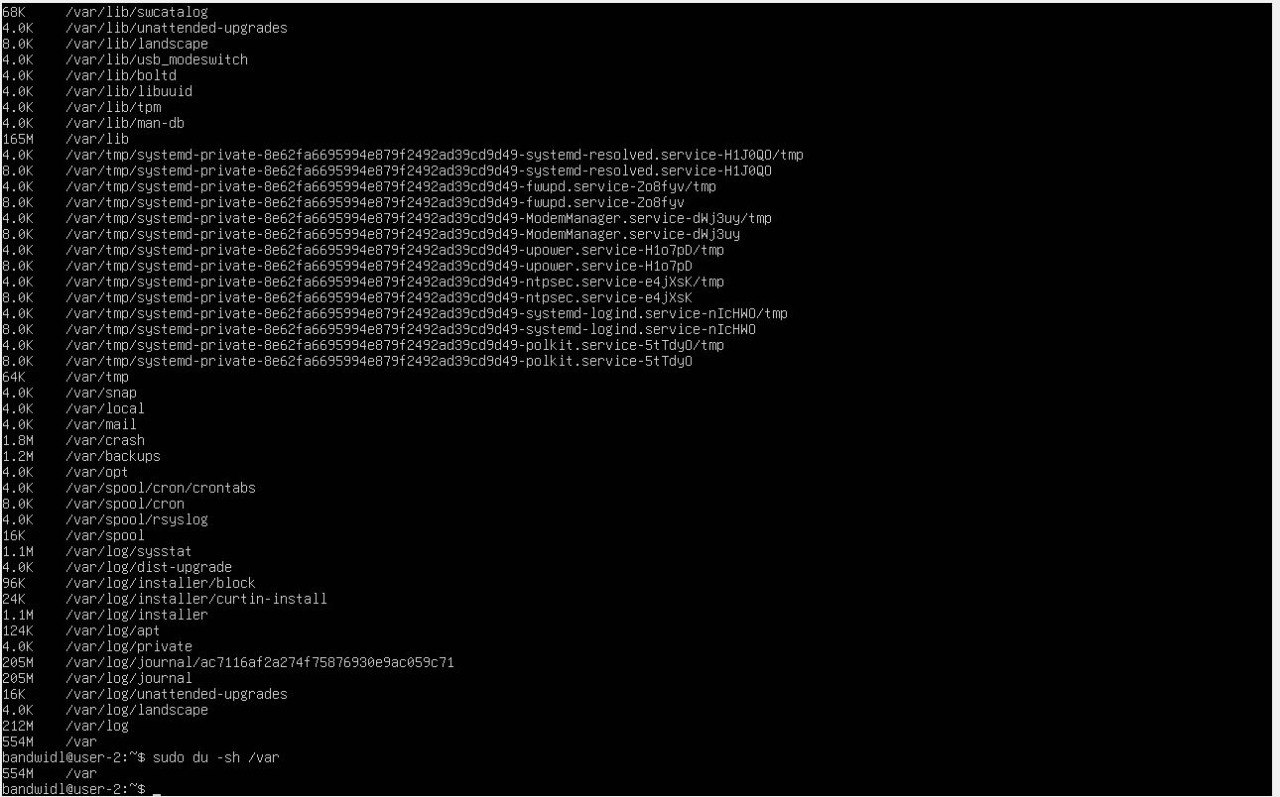 68K /var/lib/swcatalog
4.0K /var/lib/unattended-upgrades
8.0K /var/lib/landscape
4.0K /var/lib/usb_modeswitch
4.0K /var/lib/boltd
4.0K /var/lib/libuuid
4.0K /var/lib/tpm
4.0K /var/lib/man-db
165M /var/lib
4.0K /var/tmp/systemd-private-8e62fa6695994e879f2492ad39cd9d49-systemd-resolved.service-H1J0QO/tmp
8.0K /var/tmp/systemd-private-8e62fa6695994e879f2492ad39cd9d49-systemd-resolved.service-H1J0QO
4.0K /var/tmp/systemd-private-8e62fa6695994e879f2492ad39cd9d49-fwupd.service-Zo8fyv/tmp
8.0K /var/tmp/systemd-private-8e62fa6695994e879f2492ad39cd9d49-fwupd.service-Zo8fyv
4.0K /var/tmp/systemd-private-8e62fa6695994e879f2492ad39cd9d49-ModemManager.service-dWj3uy/tmp
8.0K /var/tmp/systemd-private-8e62fa6695994e879f2492ad39cd9d49-ModemManager.service-dWj3uy
4.0K /var/tmp/systemd-private-8e62fa6695994e879f2492ad39cd9d49-upower.service-H1o7pD/tmp
8.0K /var/tmp/systemd-private-8e62fa6695994e879f2492ad39cd9d49-upower.service-H1o7pD
4.0K /var/tmp/systemd-private-8e62fa6695994e879f2492ad39cd9d49-ntpsec.service-e4jXsK/tmp
8.0K /var/tmp/systemd-private-8e62fa6695994e879f2492ad39cd9d49-ntpsec.service-e4jXsK
4.0K /var/tmp/systemd-private-8e62fa6695994e879f2492ad39cd9d49-systemd-logind.service-nIcHWO/tmp
8.0K /var/tmp/systemd-private-8e62fa6695994e879f2492ad39cd9d49-systemd-logind.service-nIcHWO
4.0K /var/tmp/systemd-private-8e62fa6695994e879f2492ad39cd9d49-polkit.service-5tTdyO/tmp
8.0K /var/tmp/systemd-private-8e62fa6695994e879f2492ad39cd9d49-polkit.service-5tTdyO
64K /var/tmp
4.0K /var/snap
4.0K /var/local
4.0K /var/mail
1.8M /var/crash
1.2M /var/backups
4.0K /var/opt
4.0K /var/spool/cron/crontabs
8.0K /var/spool/cron
4.0K /var/spool/rsyslog
16K /var/spool
1.1M /var/log/sysstat
4.0K /var/log/dist-upgrade
96K /var/log/installer/block
24K /var/log/installer/curtin-install
1.1M /var/log/installer
124K /var/log/apt
4.0K /var/log/private
205M /var/log/journal/ac7116af2a274f75876930e9ac059c71
205M /var/log/journal
16K /var/log/unattended-upgrades
4.0K /var/log/landscape
212M /var/log
554M /var
bandwidl@user-2:~$ sudo du -sh /var
554M /var
bandwidl@user-2:~$ _